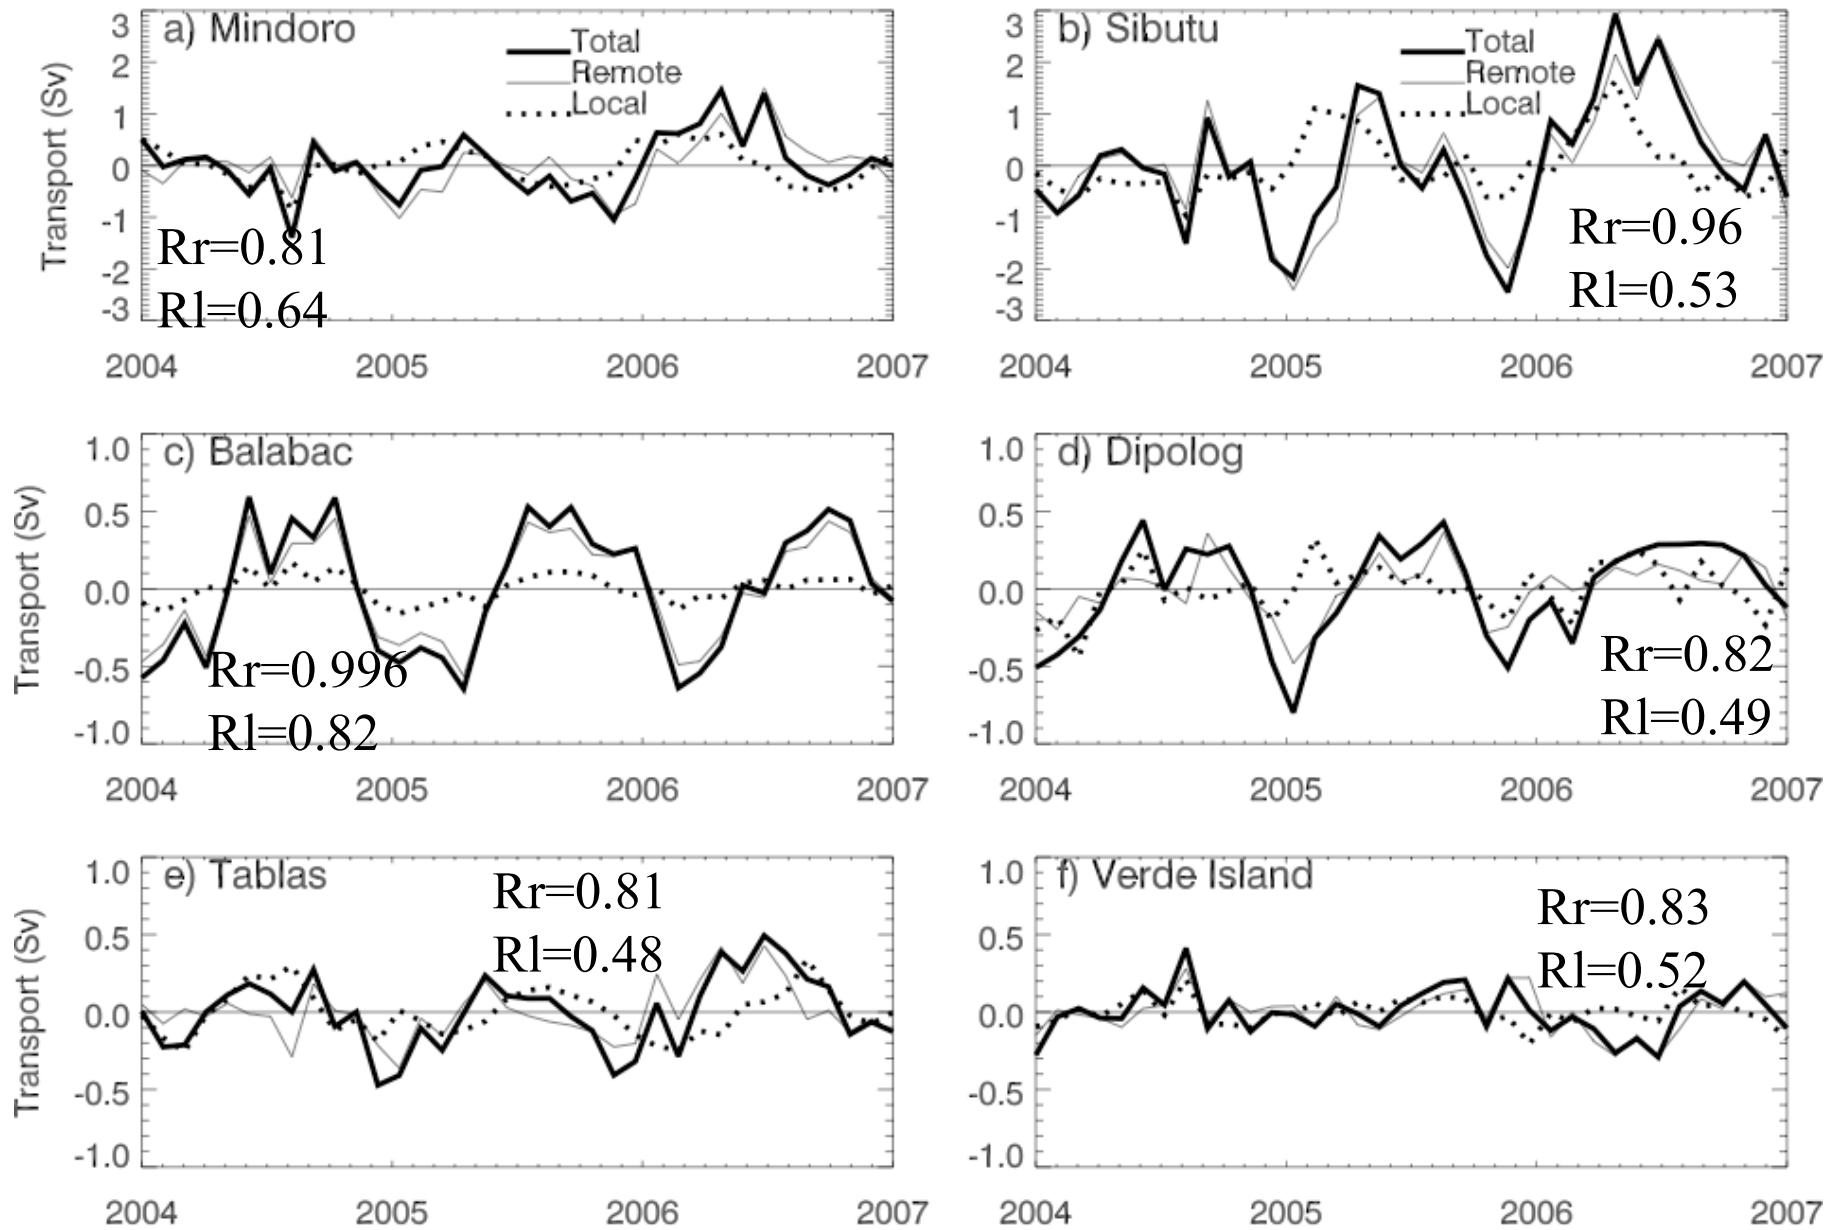 a) Mindoro
Total
Remote
Local
Transport (Sv)
3
2
1
0
-1
-2
-3
Rr=0.81
Rl=0.64
2004
2005
2006
2007
b) Sibutu
Total
Remote
Local
3
2
1
0
-1
-2
-3
Rr=0.96
Rl=0.53
2004
2005
2006
2007
c) Balabac
Transport (Sv)
1.0
0.5
0.0
-0.5
-1.0
Rr=0.996
Rl=0.82
2004
2005
2006
2007
d) Dipolog
1.0
0.5
0.0
-0.5
-1.0
Rr=0.82
Rl=0.49
2004
2005
2006
2007
e) Tablas
Transport (Sv)
1.0
0.5
0.0
-0.5
-1.0
Rr=0.81
Rl=0.48
2004
2005
2006
2007
f) Verde Island
1.0
0.5
0.0
-0.5
-1.0
Rr=0.83
Rl=0.52
2004
2005
2006
2007